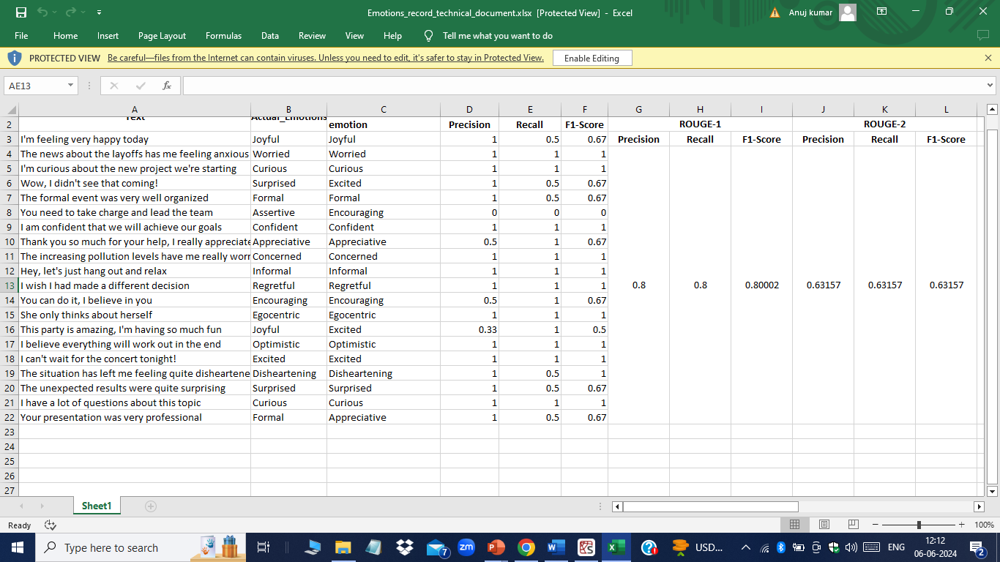 Emotions_record_technical_document.xlsx [Protected View] - Excel
Anuj kumar
File Home Insert Page Layout Formulas Data Review View Help Tell me what you want to do
PROTECTED VIEW Be careful—files from the Internet can contain viruses. Unless you need to edit, it's safer to stay in Protected View. Enable Editing
AE13 fx
A B C D E F G H I J K L
Text Actual_Emotions
2 emotion Precision Recall F1-Score ROUGE-1 ROUGE-2
3 I'm feeling very happy today Joyful Joyful 1 0.5 0.67 Precision Recall F1-Score Precision Recall F1-Score
4 The news about the layoffs has me feeling anxious Worried Worried 1 1 1
5 I'm curious about the new project we're starting Curious Curious 1 1 1
6 Wow, I didn't see that coming! Surprised Excited 1 0.5 0.67
7 The formal event was very well organized Formal Formal 1 0.5 0.67
8 You need to take charge and lead the team Assertive Encouraging 0 0 0
9 I am confident that we will achieve our goals Confident Confident 1 1 1
10 Thank you so much for your help, I really appreciate Appreciative Appreciative 0.5 1 0.67
11 The increasing pollution levels have me really worr Concerned Concerned 1 1 1
12 Hey, let's just hang out and relax Informal Informal 1 1 1
13 I wish I had made a different decision Regretful Regretful 1 1 1 0.8 0.8 0.80002 0.63157 0.63157 0.63157
14 You can do it, I believe in you Encouraging Encouraging 0.5 1 0.67
15 She only thinks about herself Egocentric Egocentric 1 1 1
16 This party is amazing, I'm having so much fun Joyful Excited 0.33 1 0.5
17 I believe everything will work out in the end Optimistic Optimistic 1 1 1
18 I can't wait for the concert tonight! Excited Excited 1 1 1
19 The situation has left me feeling quite disheartene Disheartening Disheartening 1 0.5 1
20 The unexpected results were quite surprising Surprised Surprised 1 0.5 0.67
21 I have a lot of questions about this topic Curious Curious 1 1 1
22 Your presentation was very professional Formal Appreciative 1 0.5 0.67
23
24
25
26
27
Sheet1
Ready 100%
Type here to search 7 zm P W X USD... ENG 12:12
06-06-2024 2